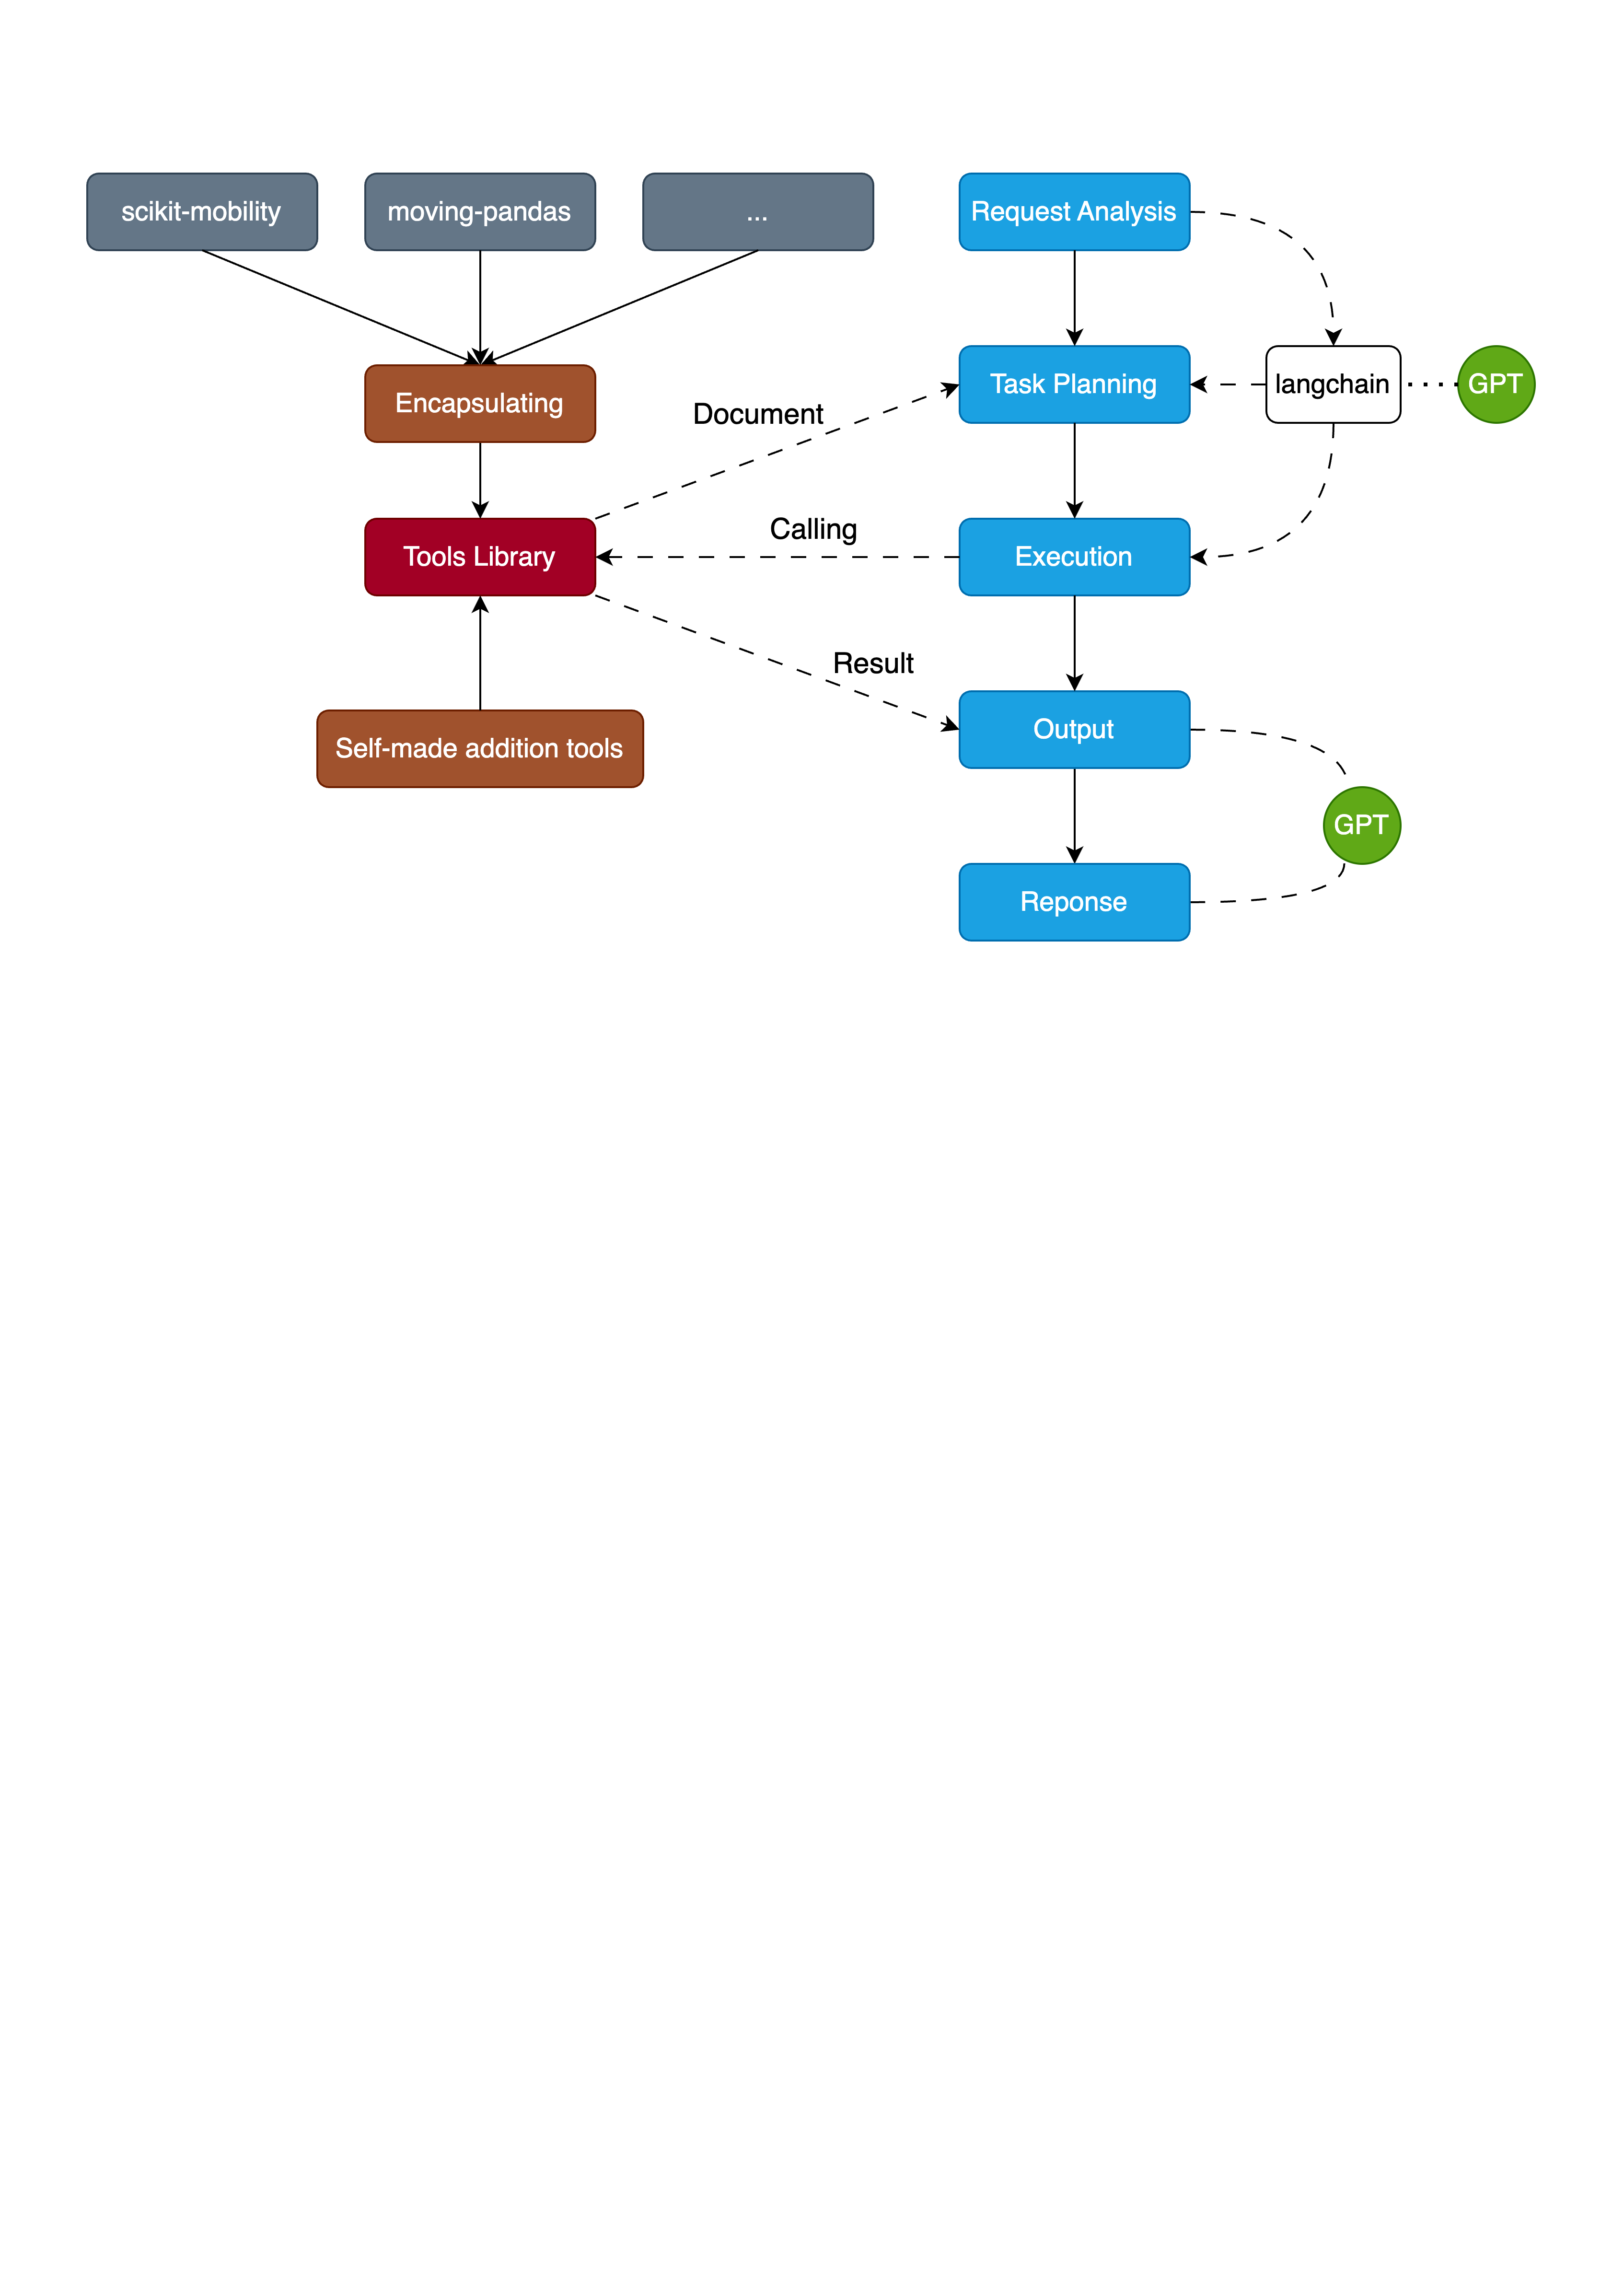 scikit-mobility
moving-pandas
...
Request Analysis
Encapsulating
Document
Task Planning
langchain
GPT
Tools Library
Calling
Execution
Result
Self-made addition tools
Output
GPT
Reponse